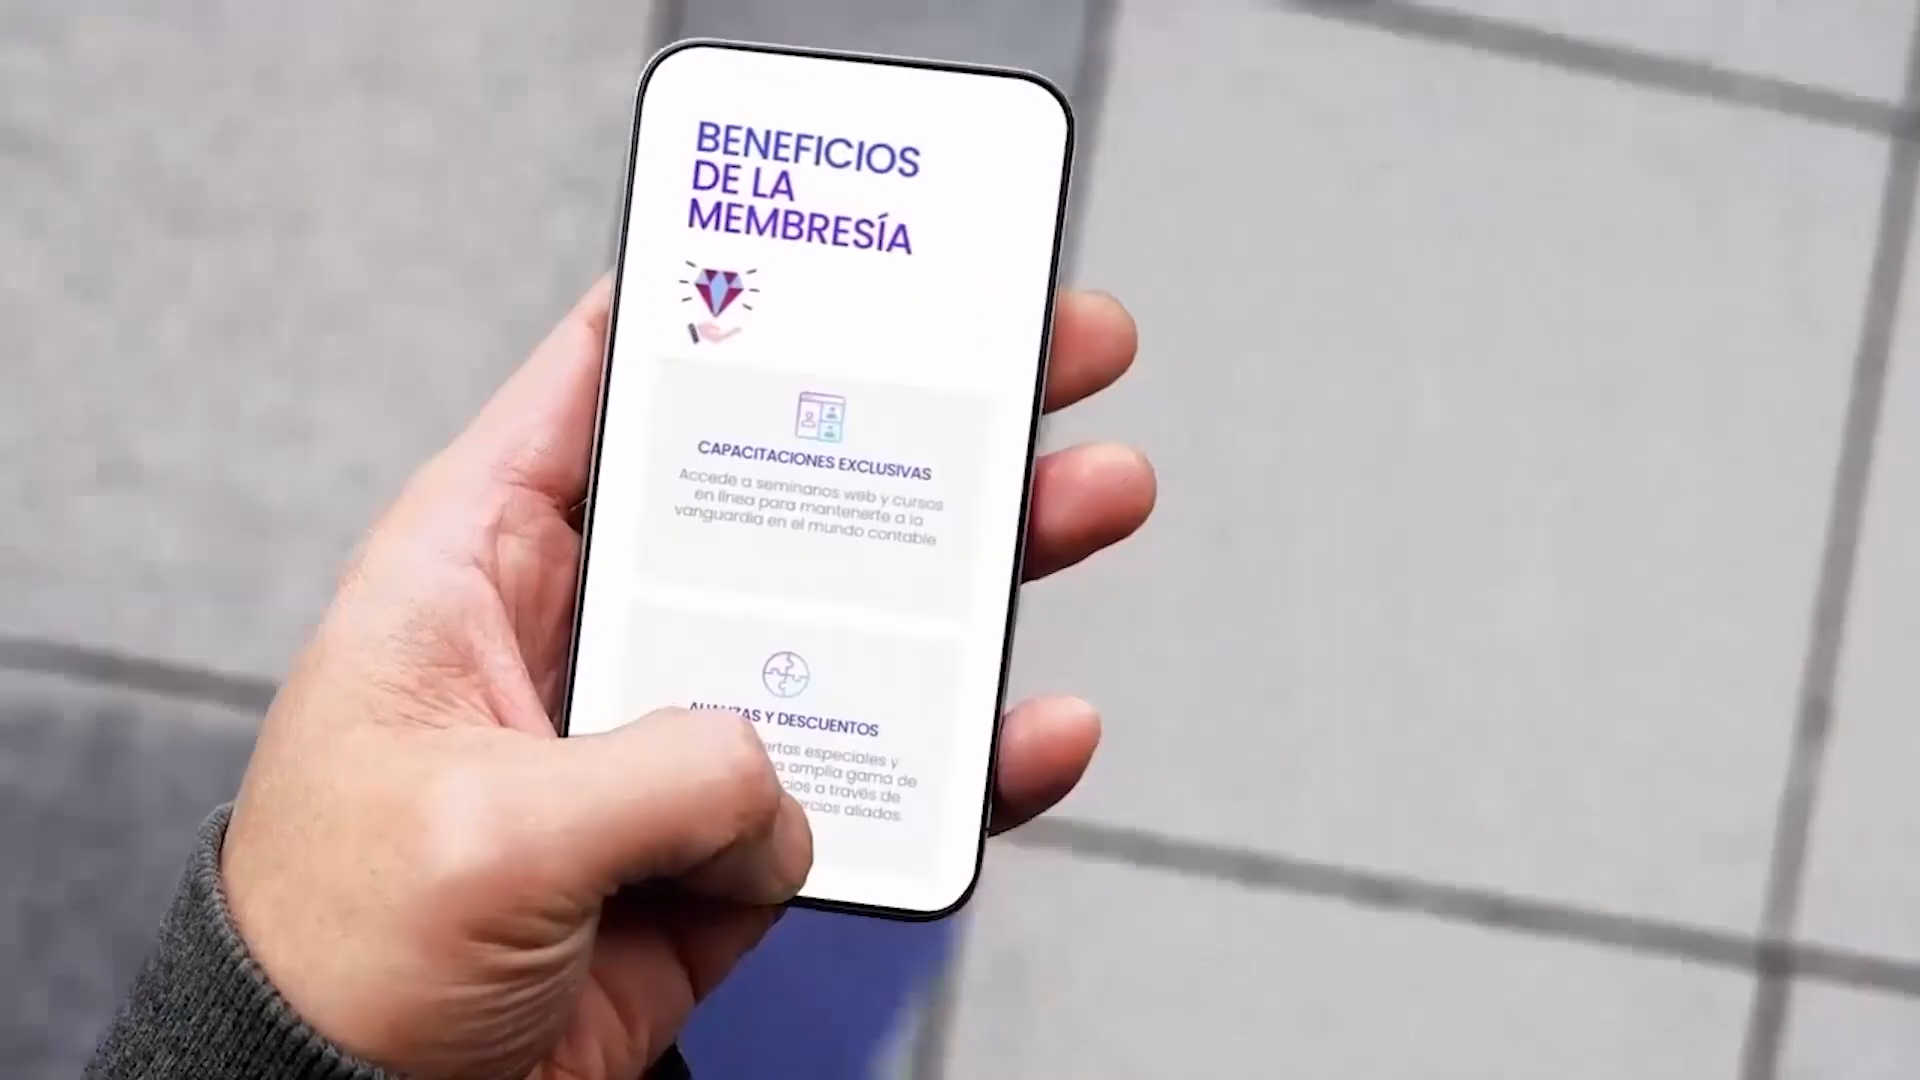 BENEFICIOS
DE LA
MEMBRESÍA
CAPACITACIONES EXCLUSIVAS
Accede a seminarios web y cursos
en línea para mantenerte a la
vanguardia en el mundo contable
ALIANZAS Y DESCUENTOS
especiales y
amplia gama de
a través de
aliados.